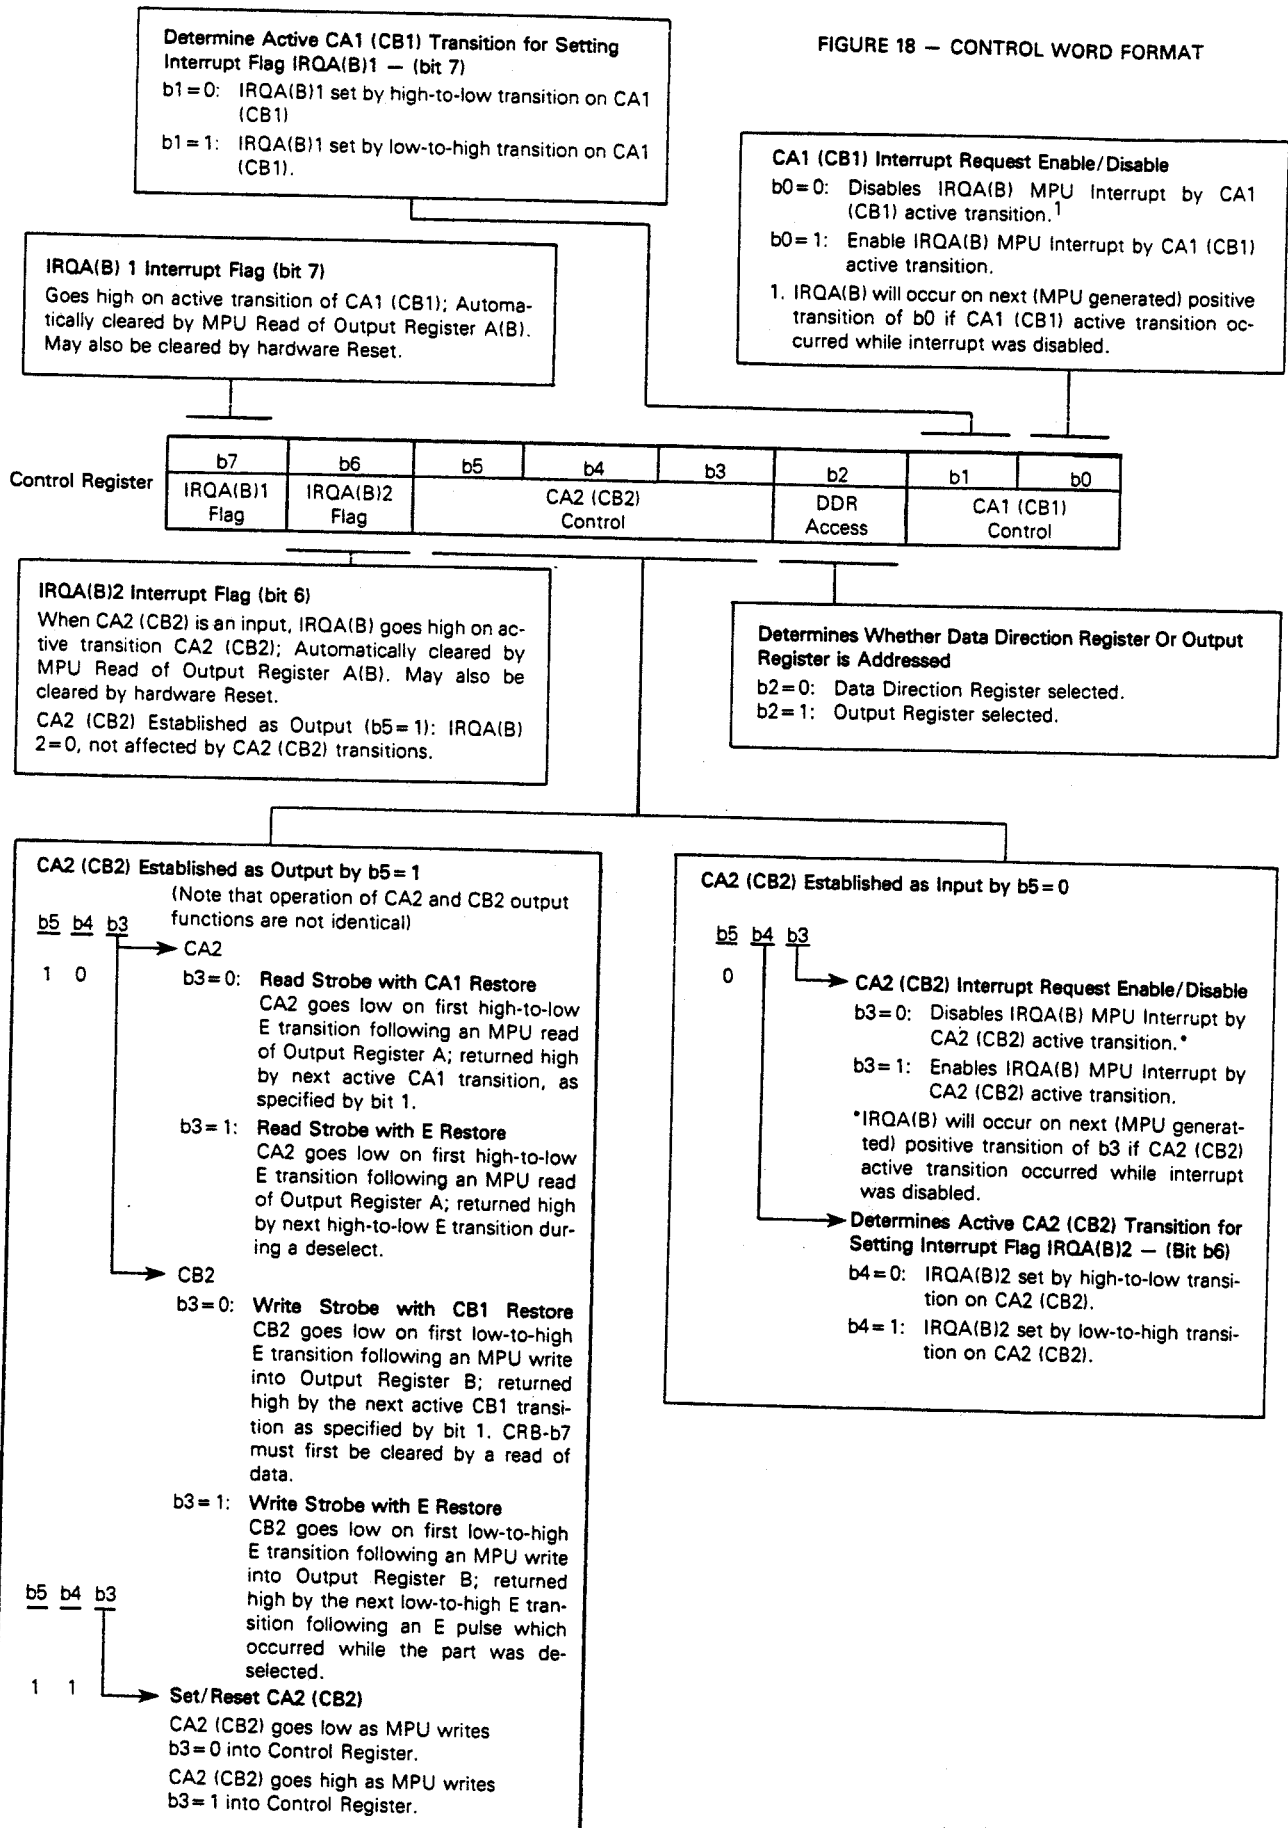 FIGURE 18 — CONTROL WORD FORMAT
Determine Active CA1 (CB1) Transition for Setting
Interrupt Flag IRQA(B)1 — (bit 7)
b1=0: IRQA(B)1 set by high-to-low transition on CA1
(CB1)
b1=1: IRQA(B)1 set by low-to-high transition on CA1
(CB1).
CA1 (CB1) Interrupt Request Enable/Disable
b0=0: Disables IRQA(B) MPU Interrupt by CA1
(CB1) active transition.1
b0=1: Enable IRQA(B) MPU Interrupt by CA1 (CB1)
active transition.
1. IRQA(B) will occur on next (MPU generated) positive
transition of b0 if CA1 (CB1) active transition oc-
curred while interrupt was disabled.
IRQA(B) 1 Interrupt Flag (bit 7)
Goes high on active transition of CA1 (CB1); Automa-
tically cleared by MPU Read of Output Register A(B).
May also be cleared by hardware Reset.
Control Register
b7 b6 b5 b4 b3 b2 b1 b0
IRQA(B)1 IRQA(B)2 CA2 (CB2) DDR CA1 (CB1)
Flag Flag Control Access Control
IRQA(B)2 Interrupt Flag (bit 6)
When CA2 (CB2) is an input, IRQA(B) goes high on ac-
tive transition CA2 (CB2); Automatically cleared by
MPU Read of Output Register A(B). May also be
cleared by hardware Reset.
CA2 (CB2) Established as Output (b5=1): IRQA(B)
2=0, not affected by CA2 (CB2) transitions.
Determines Whether Data Direction Register Or Output
Register is Addressed
b2=0: Data Direction Register selected.
b2=1: Output Register selected.
CA2 (CB2) Established as Output by b5=1
(Note that operation of CA2 and CB2 output
functions are not identical)
b5 b4 b3
CA2
1 0
b3=0: Read Strobe with CA1 Restore
CA2 goes low on first high-to-low
E transition following an MPU read
of Output Register A; returned high
by next active CA1 transition, as
specified by bit 1.
b3=1: Read Strobe with E Restore
CA2 goes low on first high-to-low
E transition following an MPU read
of Output Register A; returned high
by next high-to-low E transition dur-
ing a deselect.
CB2
b3=0: Write Strobe with CB1 Restore
CB2 goes low on first low-to-high
E transition following an MPU write
into Output Register B; returned
high by the next active CB1 transi-
tion as specified by bit 1. CRB-b7
must first be cleared by a read of
data.
b3=1: Write Strobe with E Restore
CB2 goes low on first low-to-high
E transition following an MPU write
into Output Register B; returned
high by the next low-to-high E tran-
sition following an E pulse which
occurred while the part was de-
selected.
b5 b4 b3
1 1
Set/Reset CA2 (CB2)
CA2 (CB2) goes low as MPU writes
b3=0 into Control Register.
CA2 (CB2) goes high as MPU writes
b3=1 into Control Register.
CA2 (CB2) Established as Input by b5=0
b5 b4 b3
0
CA2 (CB2) Interrupt Request Enable/Disable
b3=0: Disables IRQA(B) MPU Interrupt by
CA2 (CB2) active transition.*
b3=1: Enables IRQA(B) MPU Interrupt by
CA2 (CB2) active transition.
*IRQA(B) will occur on next (MPU generat-
ted) positive transition of b3 if CA2 (CB2)
active transition occurred while interrupt
was disabled.
Determines Active CA2 (CB2) Transition for
Setting Interrupt Flag IRQA(B)2 — (Bit b6)
b4=0: IRQA(B)2 set by high-to-low transi-
tion on CA2 (CB2).
b4=1: IRQA(B)2 set by low-to-high transi-
tion on CA2 (CB2).